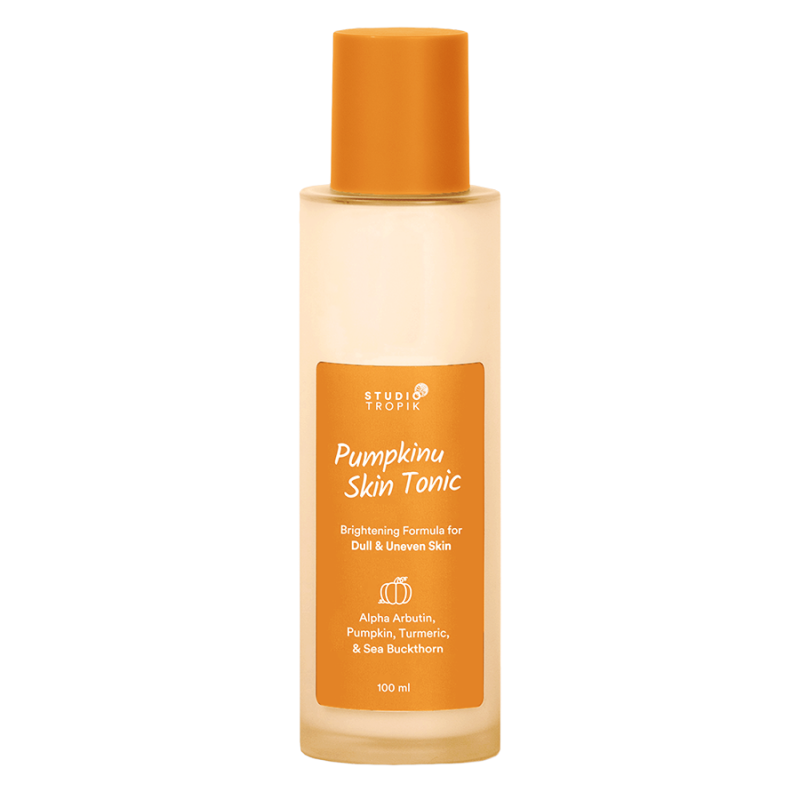 STUDIO
TROPIK
Pumpkinu
Skin Tonic
Brightening Formula for
Dull & Uneven Skin
Alpha Arbutin,
Pumpkin, Turmeric,
& Sea Buckthorn
100 ml